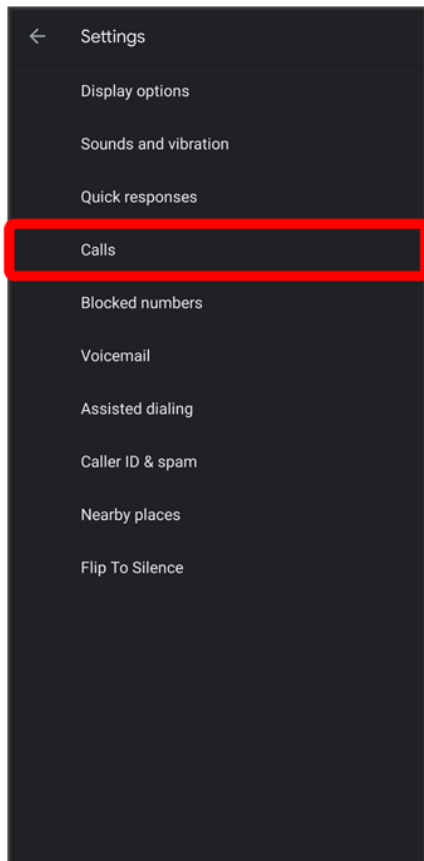 Settings
Display options
Sounds and vibration
Quick responses
Calls
Blocked numbers
Voicemail
Assisted dialing
Caller ID & spam
Nearby places
Flip To Silence